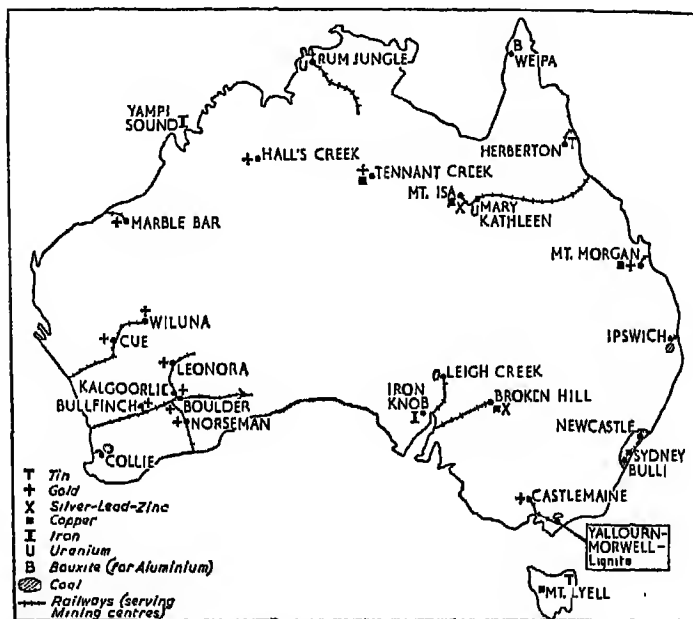 RUM JUNGLE
B
WEIPA
YAMPI
SOUND
HERBERTON
HALL'S CREEK
TENNANT CREEK
MT. ISA
X
U
MARY
KATHLEEN
MARBLE BAR
MT. MORGAN
WILUNA
CUE
IPSWICH
LEONORA
LEIGH CREEK
KALGOORLIE
IRON
KNOB
BROKEN HILL
X
BULLFINCH
BOULDER
NORSEMAN
NEWCASTLE
SYDNEY
BULLI
COLLIE
CASTLEMAINE
YALLOURN-
MORWELL-
Lignite
T
MT. LYELL
T Tin
+ Gold
X Silver-Lead-Zinc
■ Copper
I Iron
U Uranium
B Bauxite (for Aluminium)
Coal
Railways (serving
Mining centres)